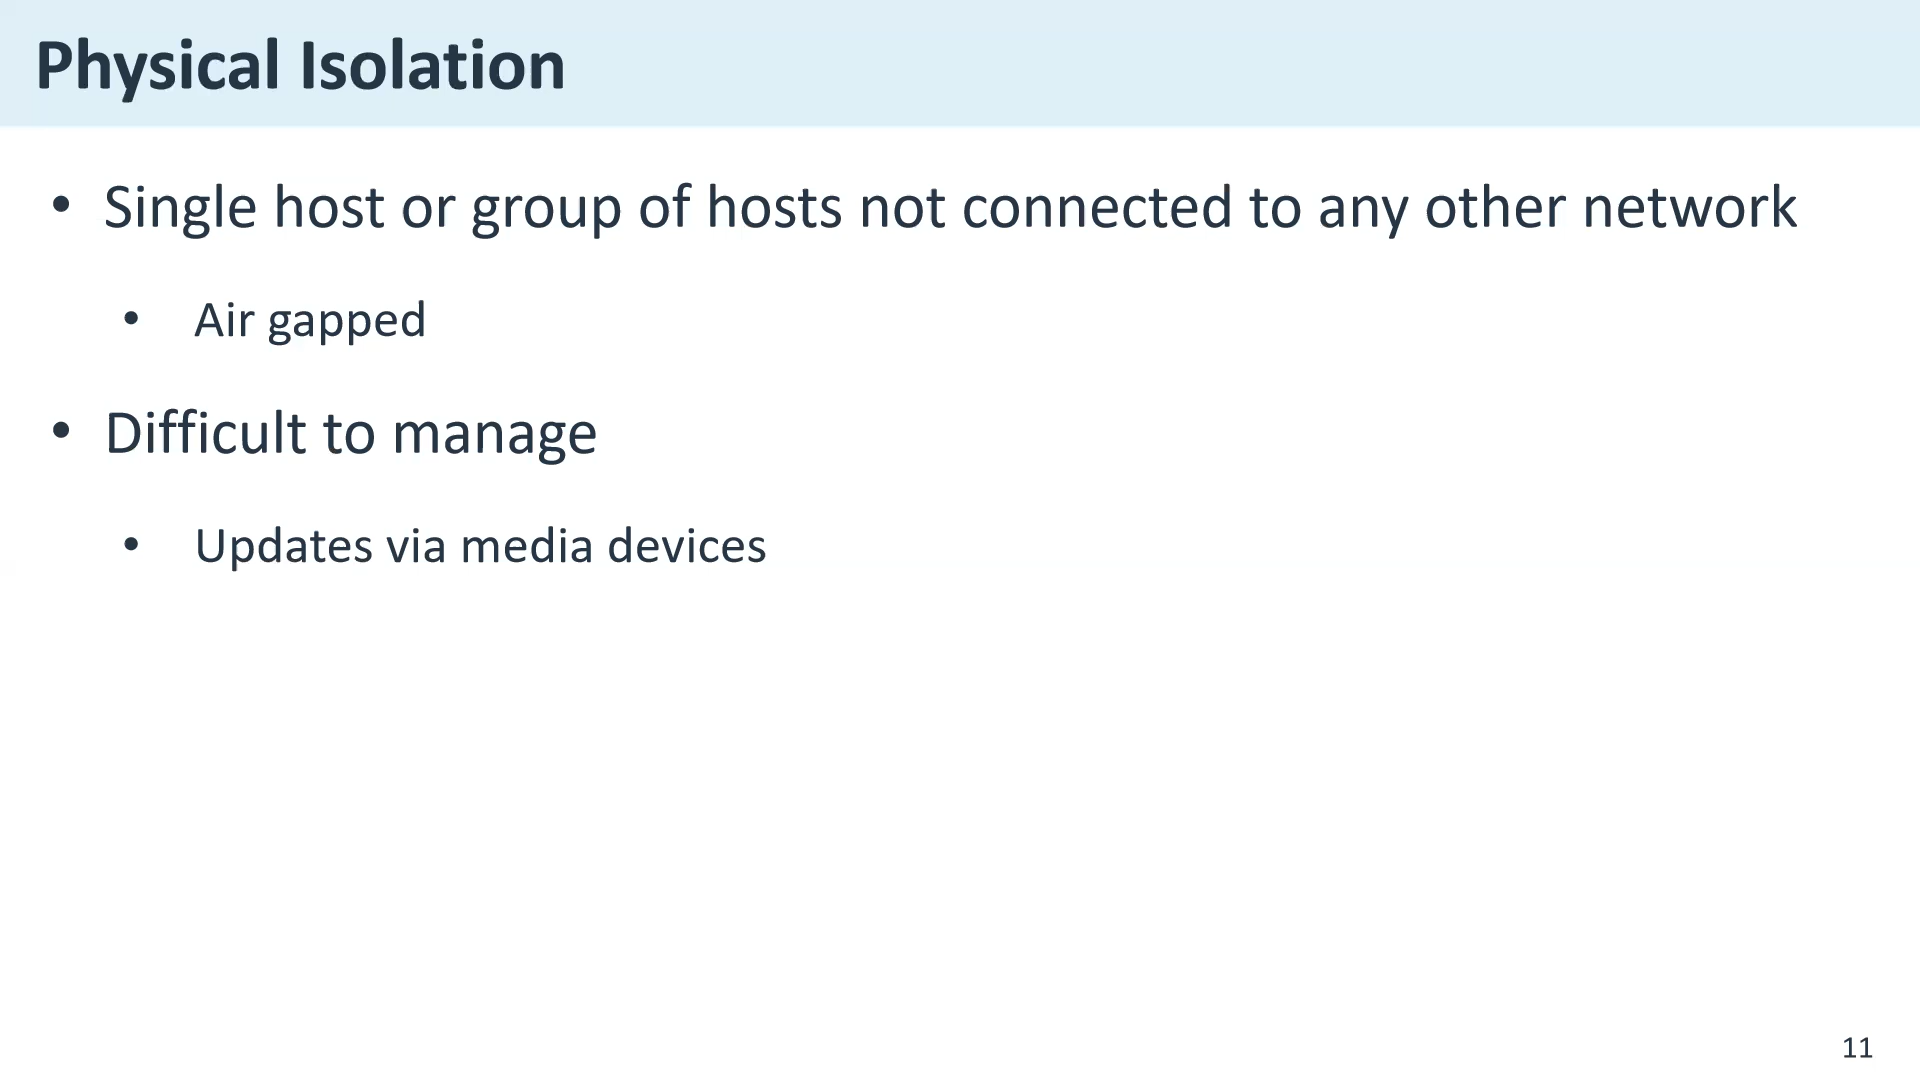 Physical Isolation
• Single host or group of hosts not connected to any other network
• Air gapped
• Difficult to manage
• Updates via media devices
11